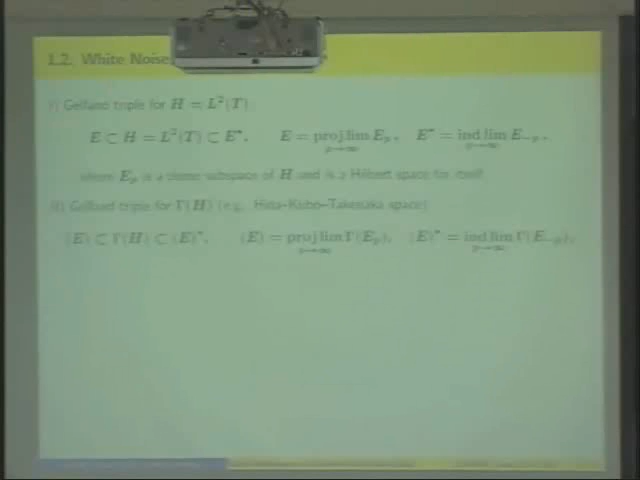 1.2. White Noise
i) Gelfand triple for H = L²(T)
E ⊂ H = L²(T) ⊂ E*, E = proj lim E_p, E* = ind lim E_{-p},
p→∞ p→∞
where E_p is a dense subspace of H and is a Hilbert space for itself.
ii) Gelfand triple for Γ(H) (e.g., Hida–Kubo–Takenaka space)
(E) ⊂ Γ(H) ⊂ (E)*, (E) = proj lim Γ(E_p), (E)* = ind lim Γ(E_{-p}),
p→∞ p→∞